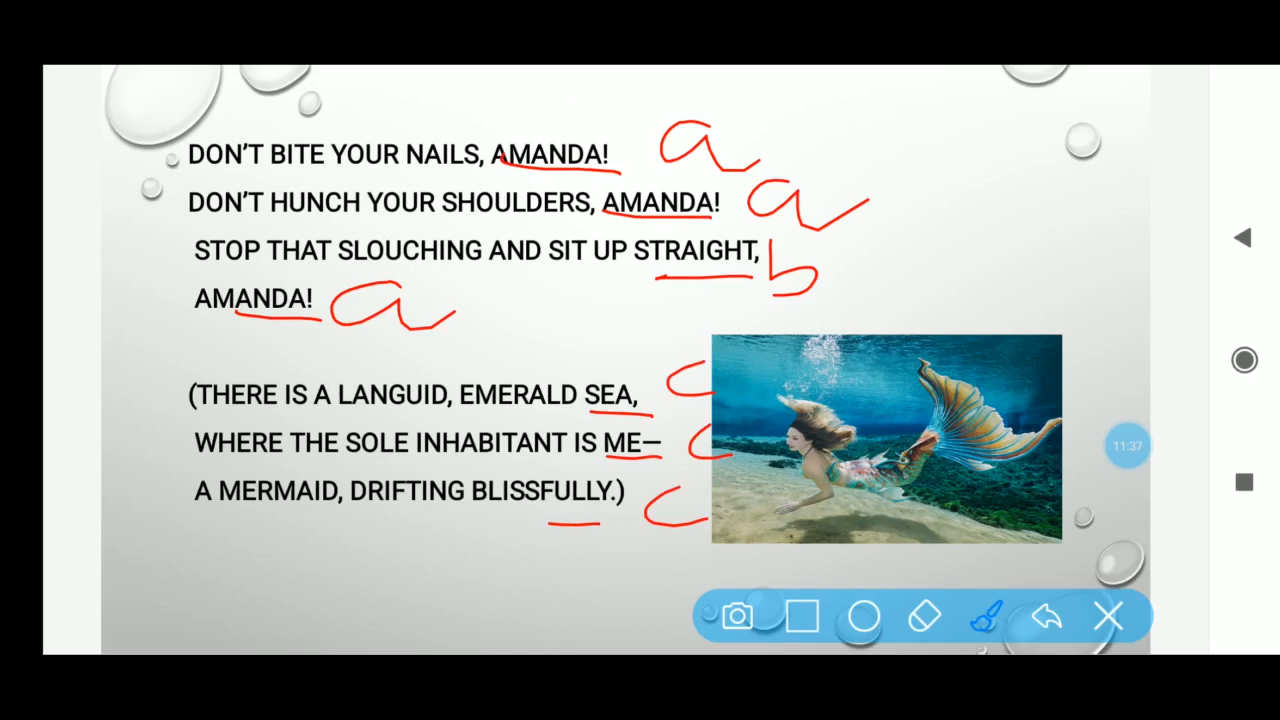 DON'T BITE YOUR NAILS, AMANDA! a
DON'T HUNCH YOUR SHOULDERS, AMANDA! a
STOP THAT SLOUCHING AND SIT UP STRAIGHT, b
AMANDA! a
(THERE IS A LANGUID, EMERALD SEA, c
WHERE THE SOLE INHABITANT IS ME— c
A MERMAID, DRIFTING BLISSFULLY.) c
11:37